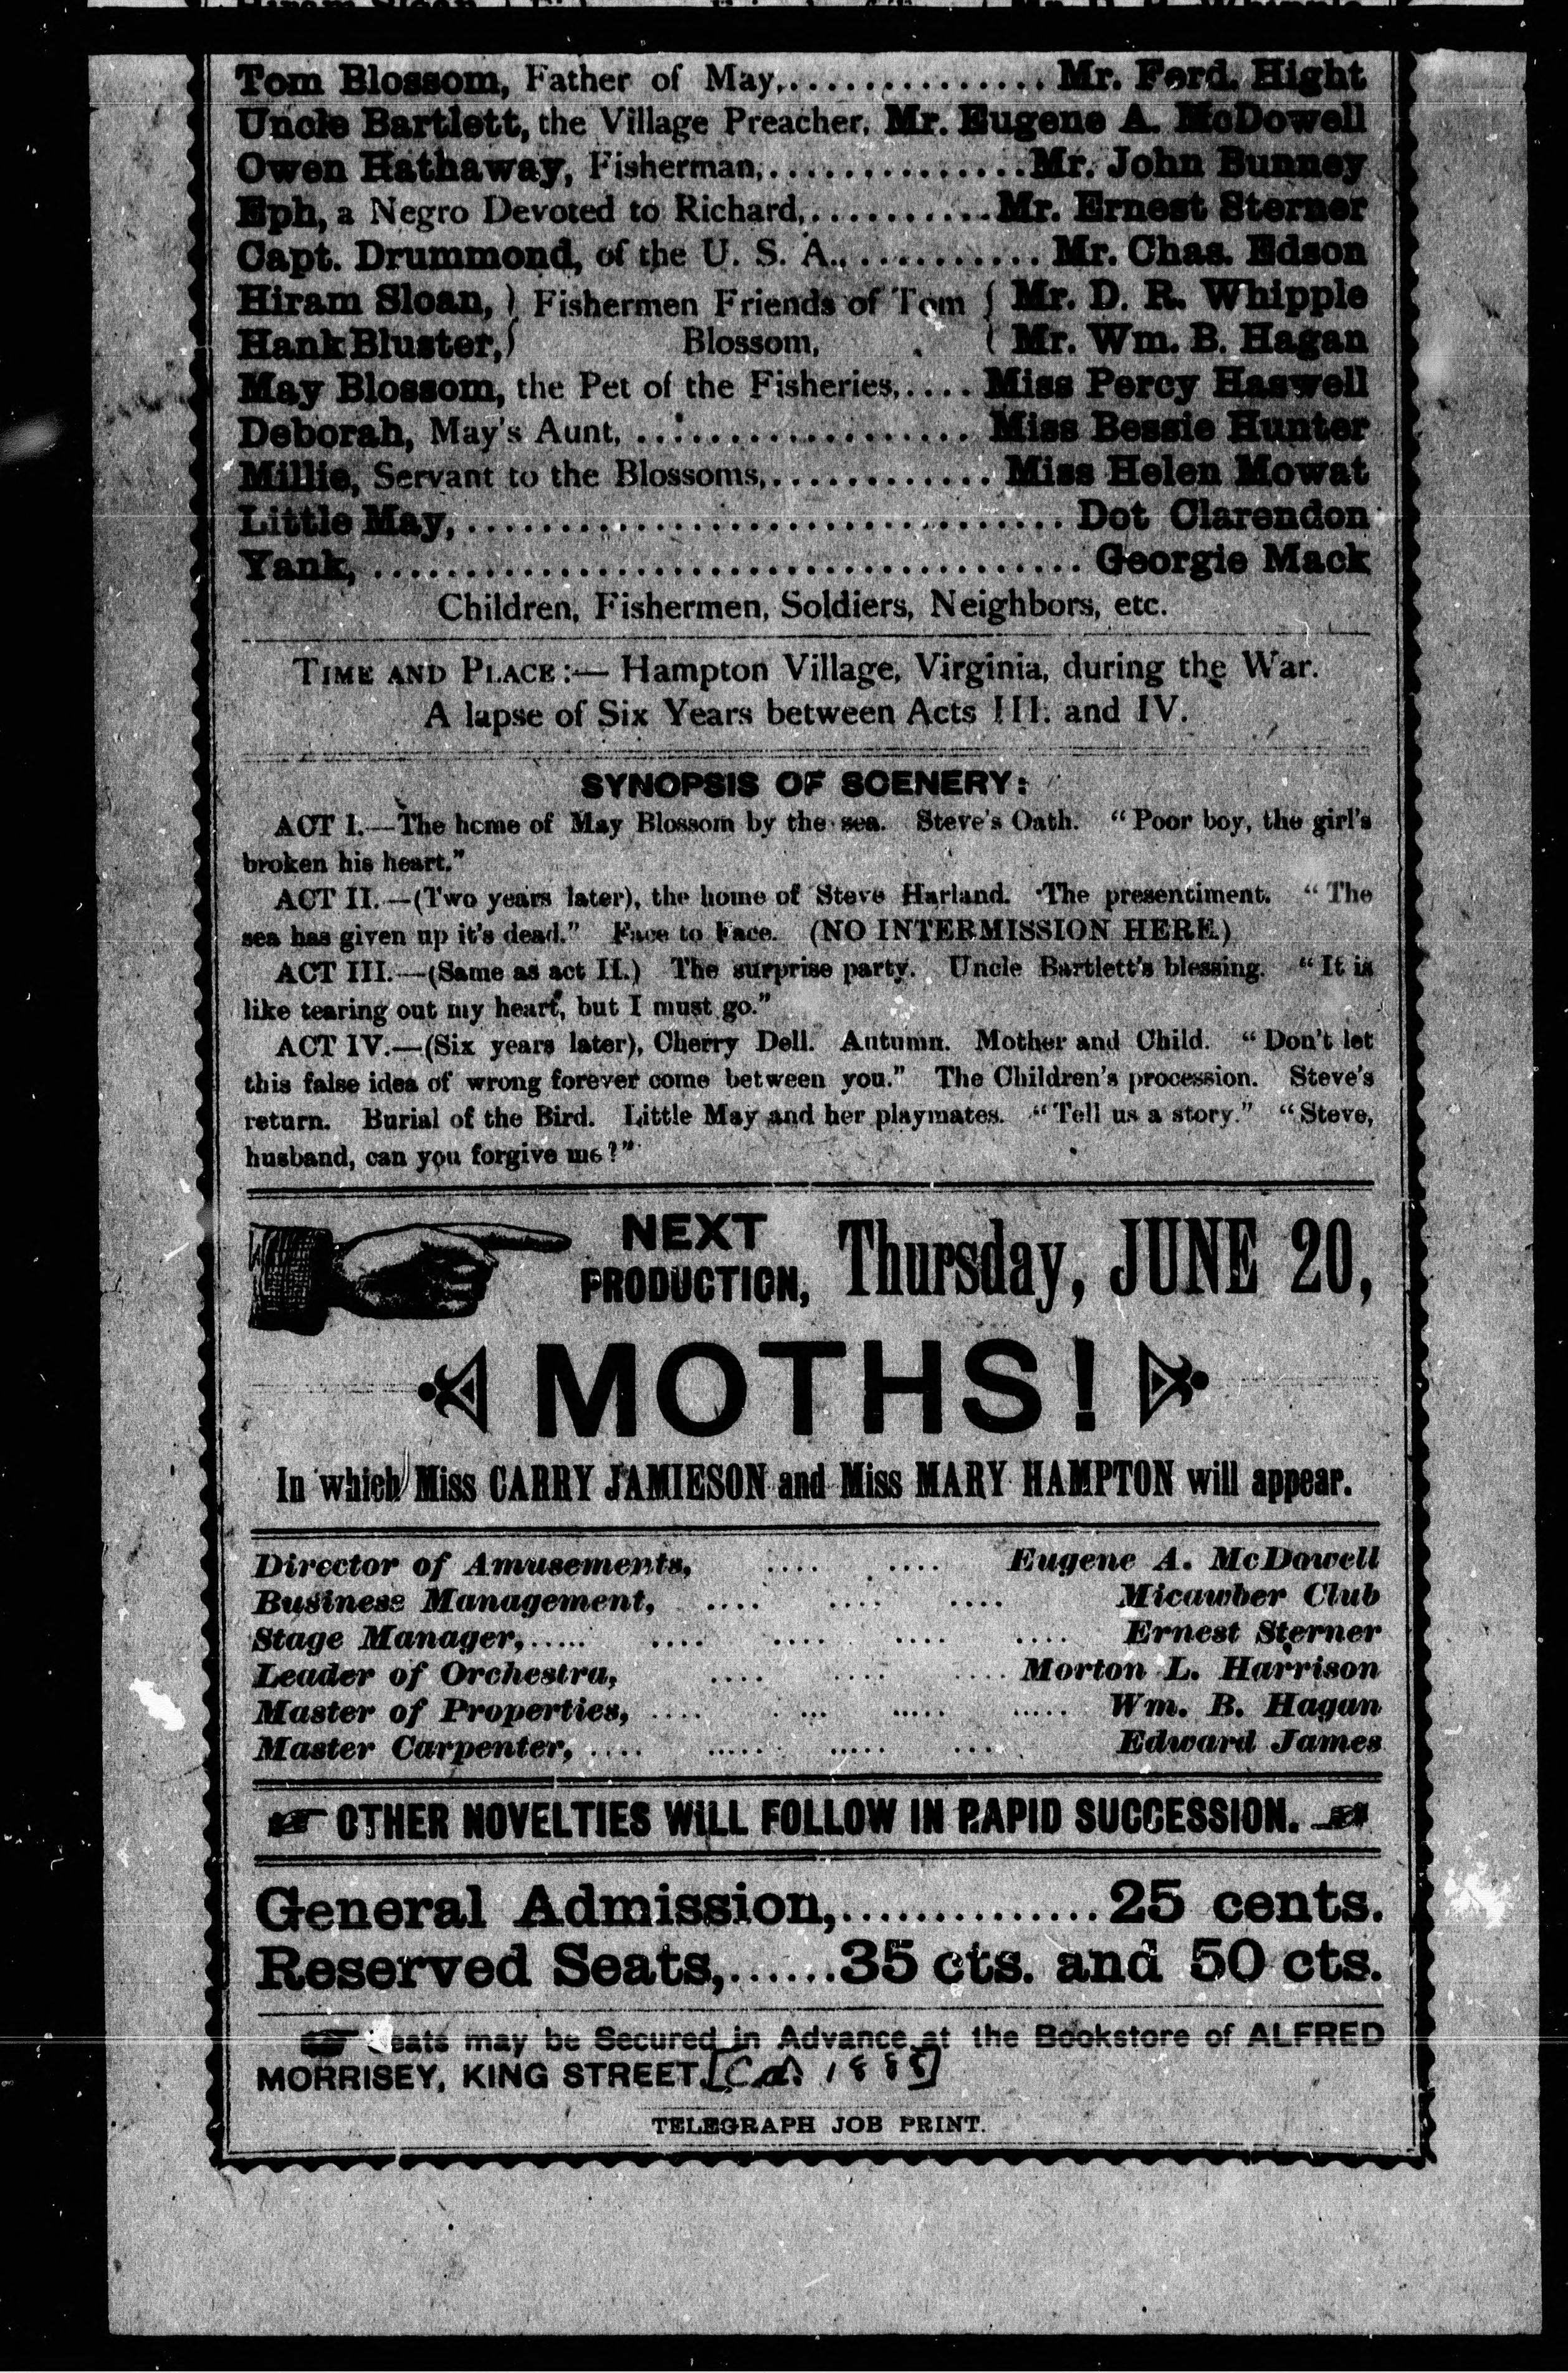 Tom Blossom, Father of May,.............. Mr. Ferd. Hight
Uncle Bartlett, the Village Preacher, Mr. Eugene A. McDowell
Owen Hathaway, Fisherman,..............Mr. John Bunney
Eph, a Negro Devoted to Richard,..........Mr. Ernest Sterner
Capt. Drummond, of the U. S. A.,.......... Mr. Chas. Edson
Hiram Sloan, } Fishermen Friends of Tom { Mr. D. R. Whipple
Hank Bluster, } Blossom, { Mr. Wm. B. Hagan
May Blossom, the Pet of the Fisheries,.... Miss Percy Haswell
Deborah, May's Aunt, .................. Miss Bessie Hunter
Millie, Servant to the Blossoms,............ Miss Helen Mowat
Little May,................................ Dot Clarendon
Yank, ...................................... Georgie Mack
Children, Fishermen, Soldiers, Neighbors, etc.
TIME AND PLACE:— Hampton Village, Virginia, during the War.
A lapse of Six Years between Acts III. and IV.
SYNOPSIS OF SCENERY:
ACT I.—The home of May Blossom by the sea. Steve's Oath. "Poor boy, the girl's
broken his heart."
ACT II.—(Two years later), the home of Steve Harland. The presentiment. "The
sea has given up it's dead." Face to Face. (NO INTERMISSION HERE.)
ACT III.—(Same as act II.) The surprise party. Uncle Bartlett's blessing. "It is
like tearing out my heart, but I must go."
ACT IV.—(Six years later), Cherry Dell. Autumn. Mother and Child. "Don't let
this false idea of wrong forever come between you." The Children's procession. Steve's
return. Burial of the Bird. Little May and her playmates. "Tell us a story." "Steve,
husband, can you forgive me?"
NEXT PRODUCTION, Thursday, JUNE 20,
MOTHS!
In which Miss CARRY JAMIESON and Miss MARY HAMPTON will appear.
Director of Amusements, .... .... Eugene A. McDowell
Business Management, .... .... .... Micawber Club
Stage Manager,..... .... .... .... .... Ernest Sterner
Leader of Orchestra, .... .... .... Morton L. Harrison
Master of Properties, .... .... ..... ..... Wm. B. Hagan
Master Carpenter, .... ..... ..... .... Edward James
OTHER NOVELTIES WILL FOLLOW IN RAPID SUCCESSION.
General Admission,..............25 cents.
Reserved Seats,......35 cts. and 50 cts.
Seats may be Secured in Advance at the Bookstore of ALFRED
MORRISEY, KING STREET. [Ca 1888]
TELEGRAPH JOB PRINT.